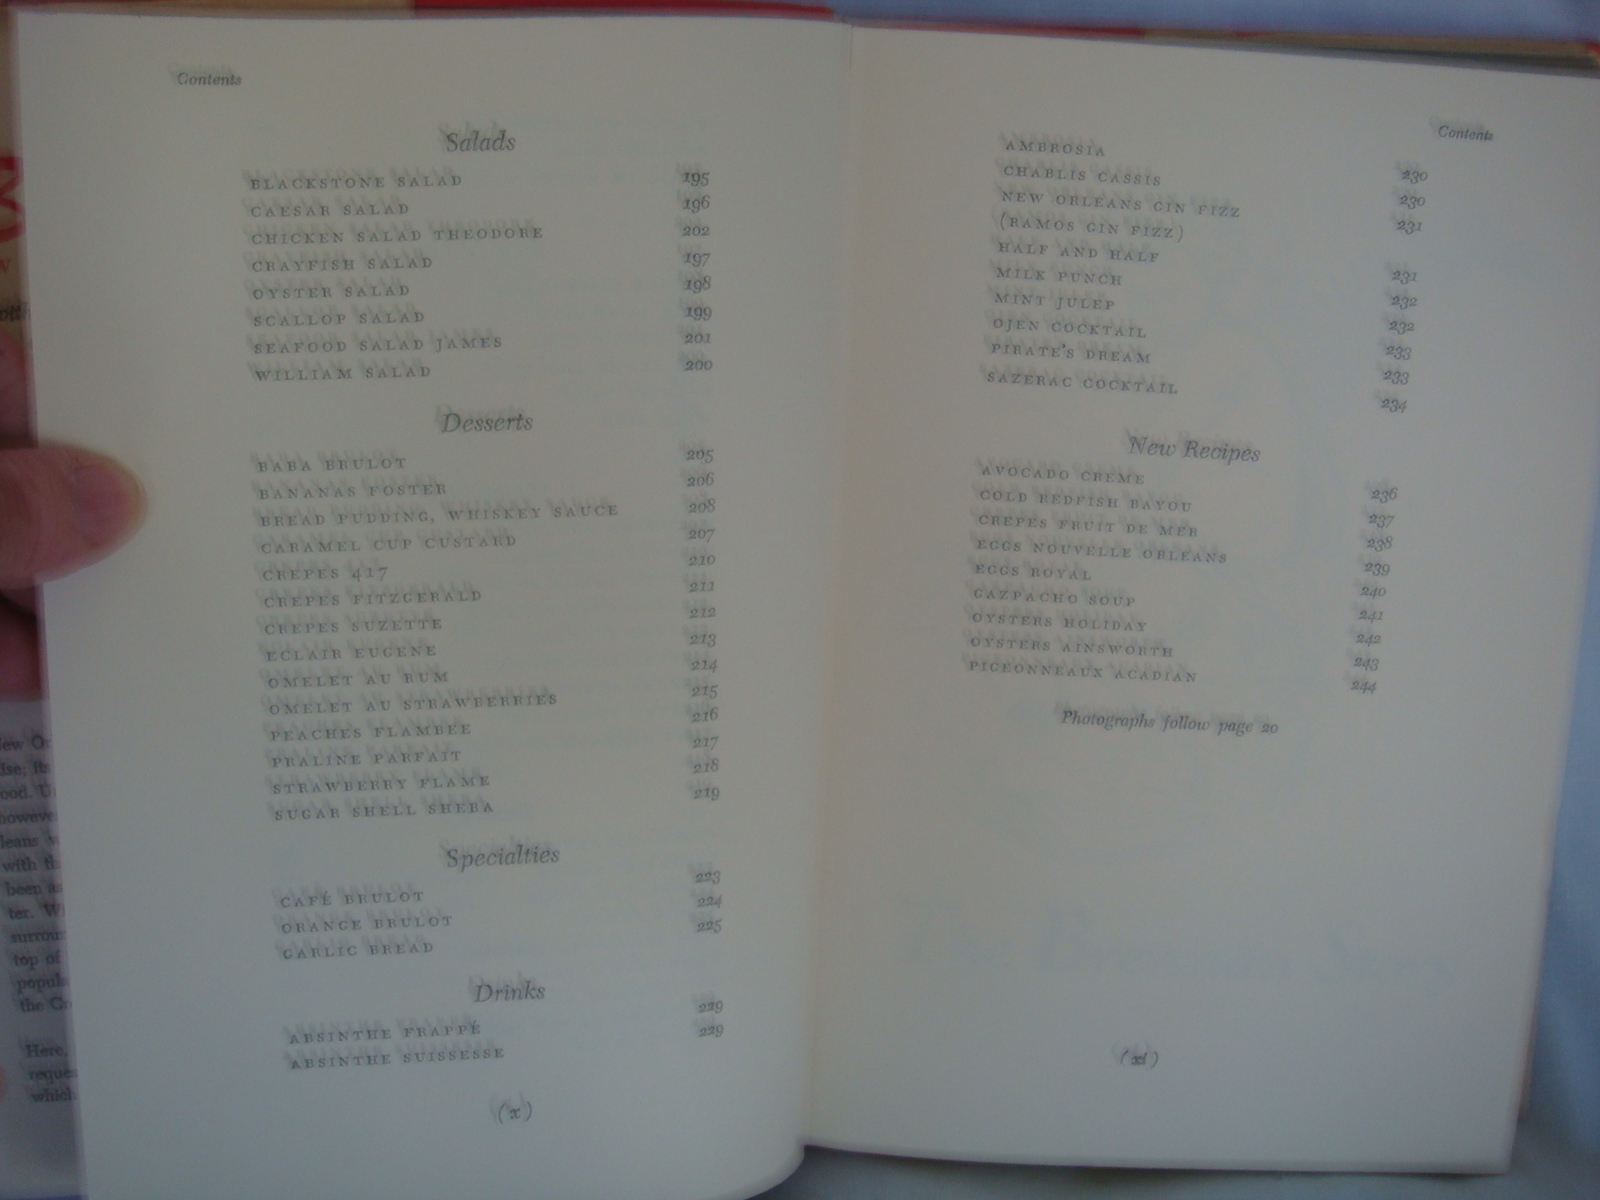 Contents
Salads
BLACKSTONE SALAD 195
CAESAR SALAD 196
CHICKEN SALAD THEODORE 202
CRAYFISH SALAD 197
OYSTER SALAD 198
SCALLOP SALAD 199
SEAFOOD SALAD JAMES 201
WILLIAM SALAD 200
Desserts
BABA BRULOT 205
BANANAS FOSTER 206
BREAD PUDDING, WHISKEY SAUCE 208
CARAMEL CUP CUSTARD 207
CREPES 417 210
CREPES FITZGERALD 211
CREPES SUZETTE 212
ECLAIR EUGENE 213
OMELET AU RUM 214
OMELET AU STRAWBERRIES 215
PEACHES FLAMBEE 216
PRALINE PARFAIT 217
STRAWBERRY FLAME 218
SUGAR SHELL SHEBA 219
Specialties
CAFÉ BRULOT 223
ORANGE BRULOT 224
GARLIC BREAD 225
Drinks
ABSINTHE FRAPPÉ 229
ABSINTHE SUISSESSE 229
(x)
Contents
AMBROSIA 230
CHABLIS CASSIS 230
NEW ORLEANS GIN FIZZ 231
(RAMOS GIN FIZZ)
HALF AND HALF 231
MILK PUNCH 232
MINT JULEP 232
OJEN COCKTAIL 233
PIRATE'S DREAM 233
SAZERAC COCKTAIL 234
New Recipes
AVOCADO CREME 236
COLD REDFISH BAYOU 237
CREPES FRUIT DE MER 238
EGGS NOUVELLE ORLEANS 239
EGGS ROYAL 240
GAZPACHO SOUP 241
OYSTERS HOLIDAY 242
OYSTERS AINSWORTH 243
PIGEONNEAUX ACADIAN 244
Photographs follow page 20
(xi)